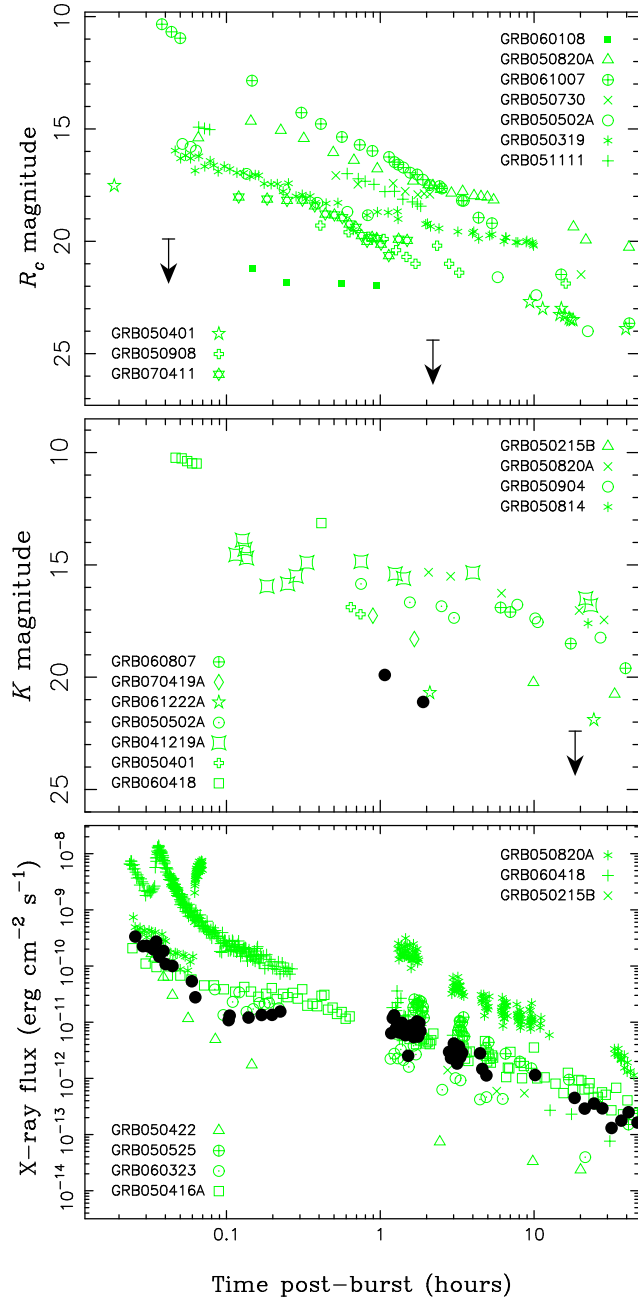 10
15
20
25
R_c magnitude
GRB060108
GRB050820A
GRB061007
GRB050730
GRB050502A
GRB050319
GRB051111
GRB050401
GRB050908
GRB070411
10
15
20
25
K magnitude
GRB050215B
GRB050820A
GRB050904
GRB050814
GRB060807
GRB070419A
GRB061222A
GRB050502A
GRB041219A
GRB050401
GRB060418
10⁻⁸
10⁻⁹
10⁻¹⁰
10⁻¹¹
10⁻¹²
10⁻¹³
10⁻¹⁴
X-ray flux (erg cm⁻² s⁻¹)
GRB050820A
GRB060418
GRB050215B
GRB050422
GRB050525
GRB060323
GRB050416A
0.1 1 10
Time post-burst (hours)